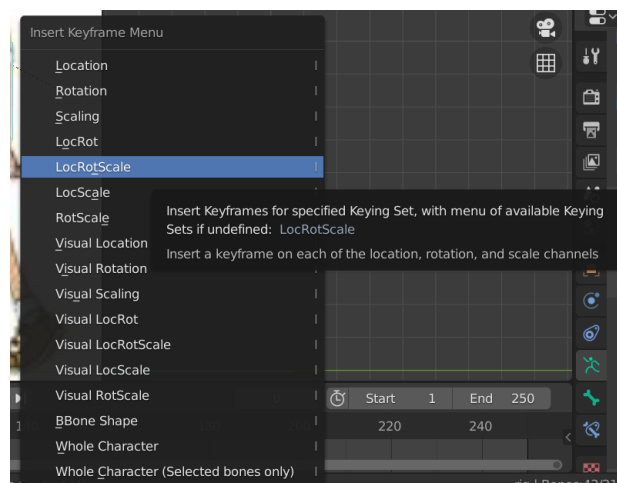 Insert Keyframe Menu
Location I
Rotation I
Scaling I
LocRot I
LocRotScale I
LocScale
RotScale
Insert Keyframes for specified Keying Set, with menu of available Keying
Sets if undefined: LocRotScale
Insert a keyframe on each of the location, rotation, and scale channels
Visual Location
Visual Rotation
Visual Scaling I
Visual LocRot I
Visual LocRotScale I
Visual LocScale I
Visual RotScale I
BBone Shape I
Whole Character I
Whole Character (Selected bones only) I
Start 1 End 250
220 240